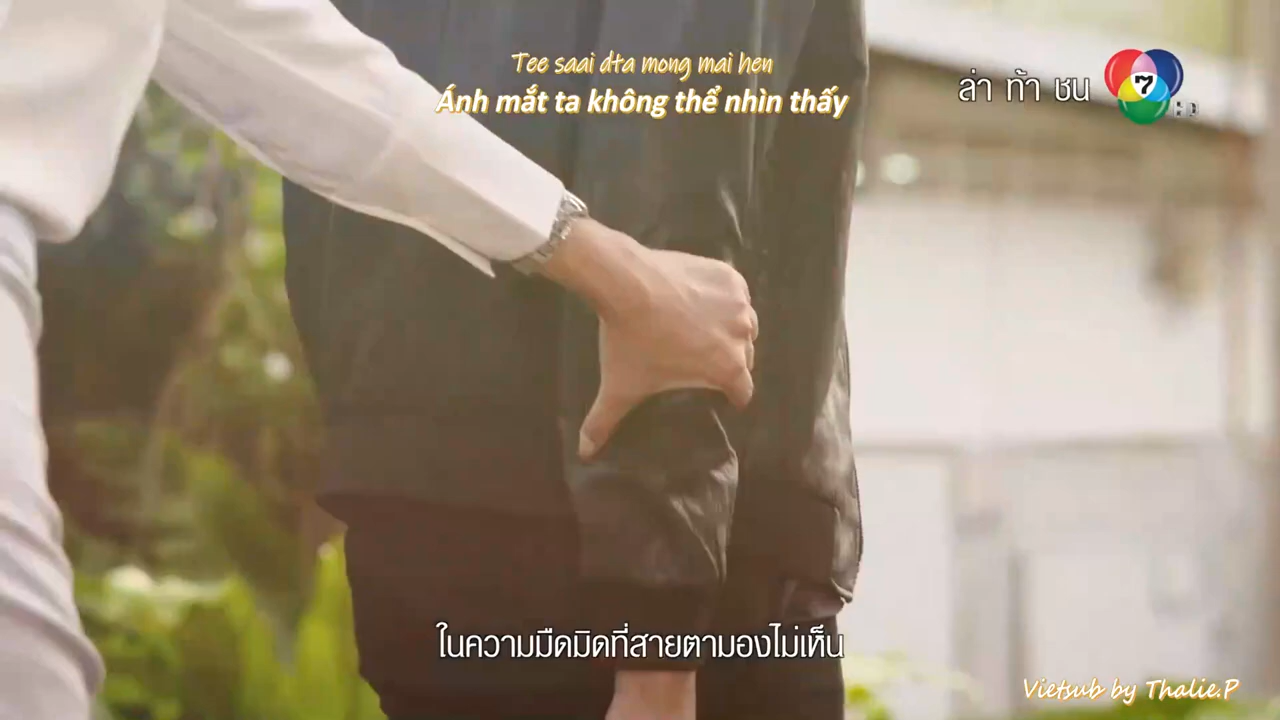 Tee saai dta mong mai hen
Ánh mắt ta không thể nhìn thấy
ล่า ท้า ชน
7
HD
ในความมืดมิดที่สายตามองไม่เห็น
Vietsub by Thalie.P